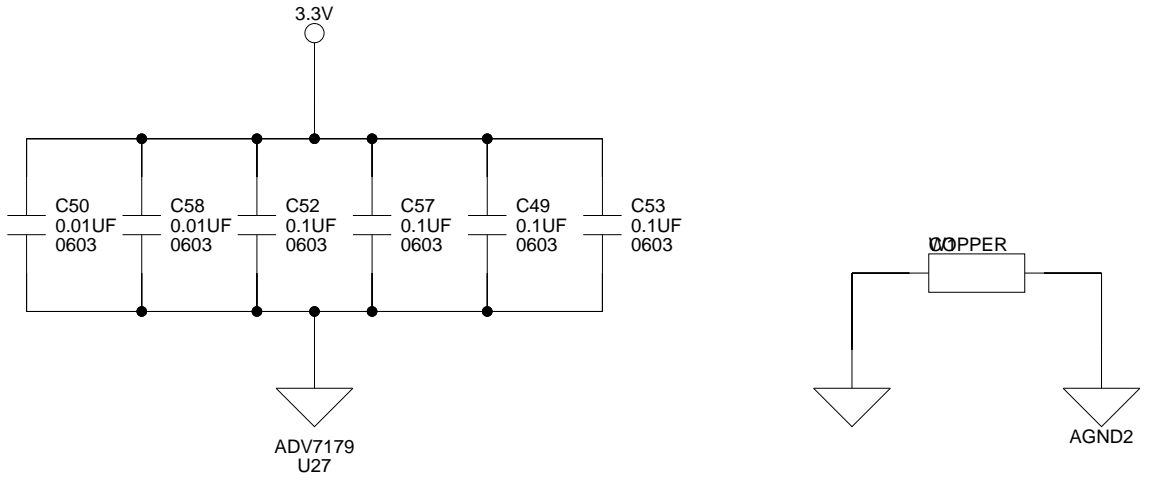 3.3V
C50
0.01UF
0603
C58
0.01UF
0603
C52
0.1UF
0603
C57
0.1UF
0603
C49
0.1UF
0603
C53
0.1UF
0603
ADV7179
U27
COPPER
AGND2